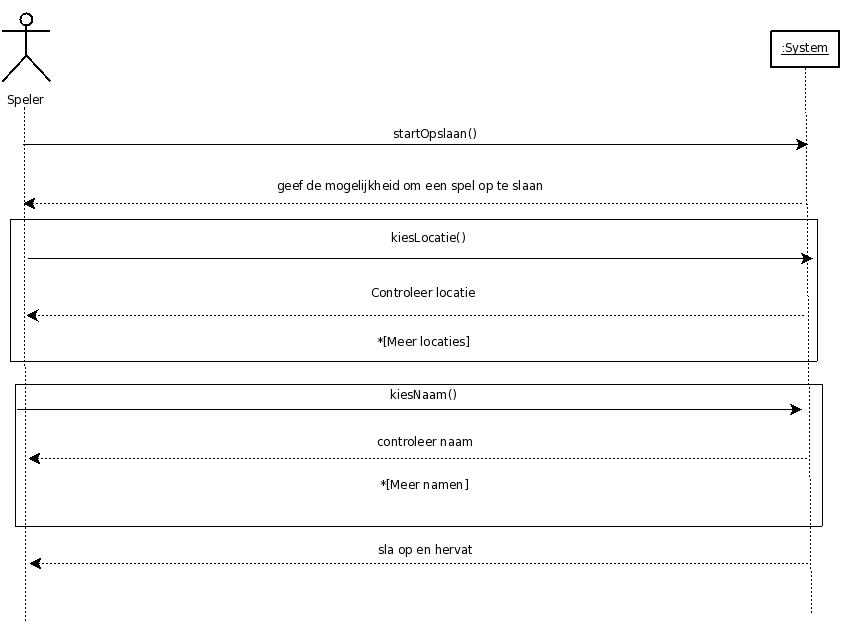 :System
Speler
startOpslaan()
geef de mogelijkheid om een spel op te slaan
kiesLocatie()
Controleer locatie
*[Meer locaties]
kiesNaam()
controleer naam
*[Meer namen]
sla op en hervat